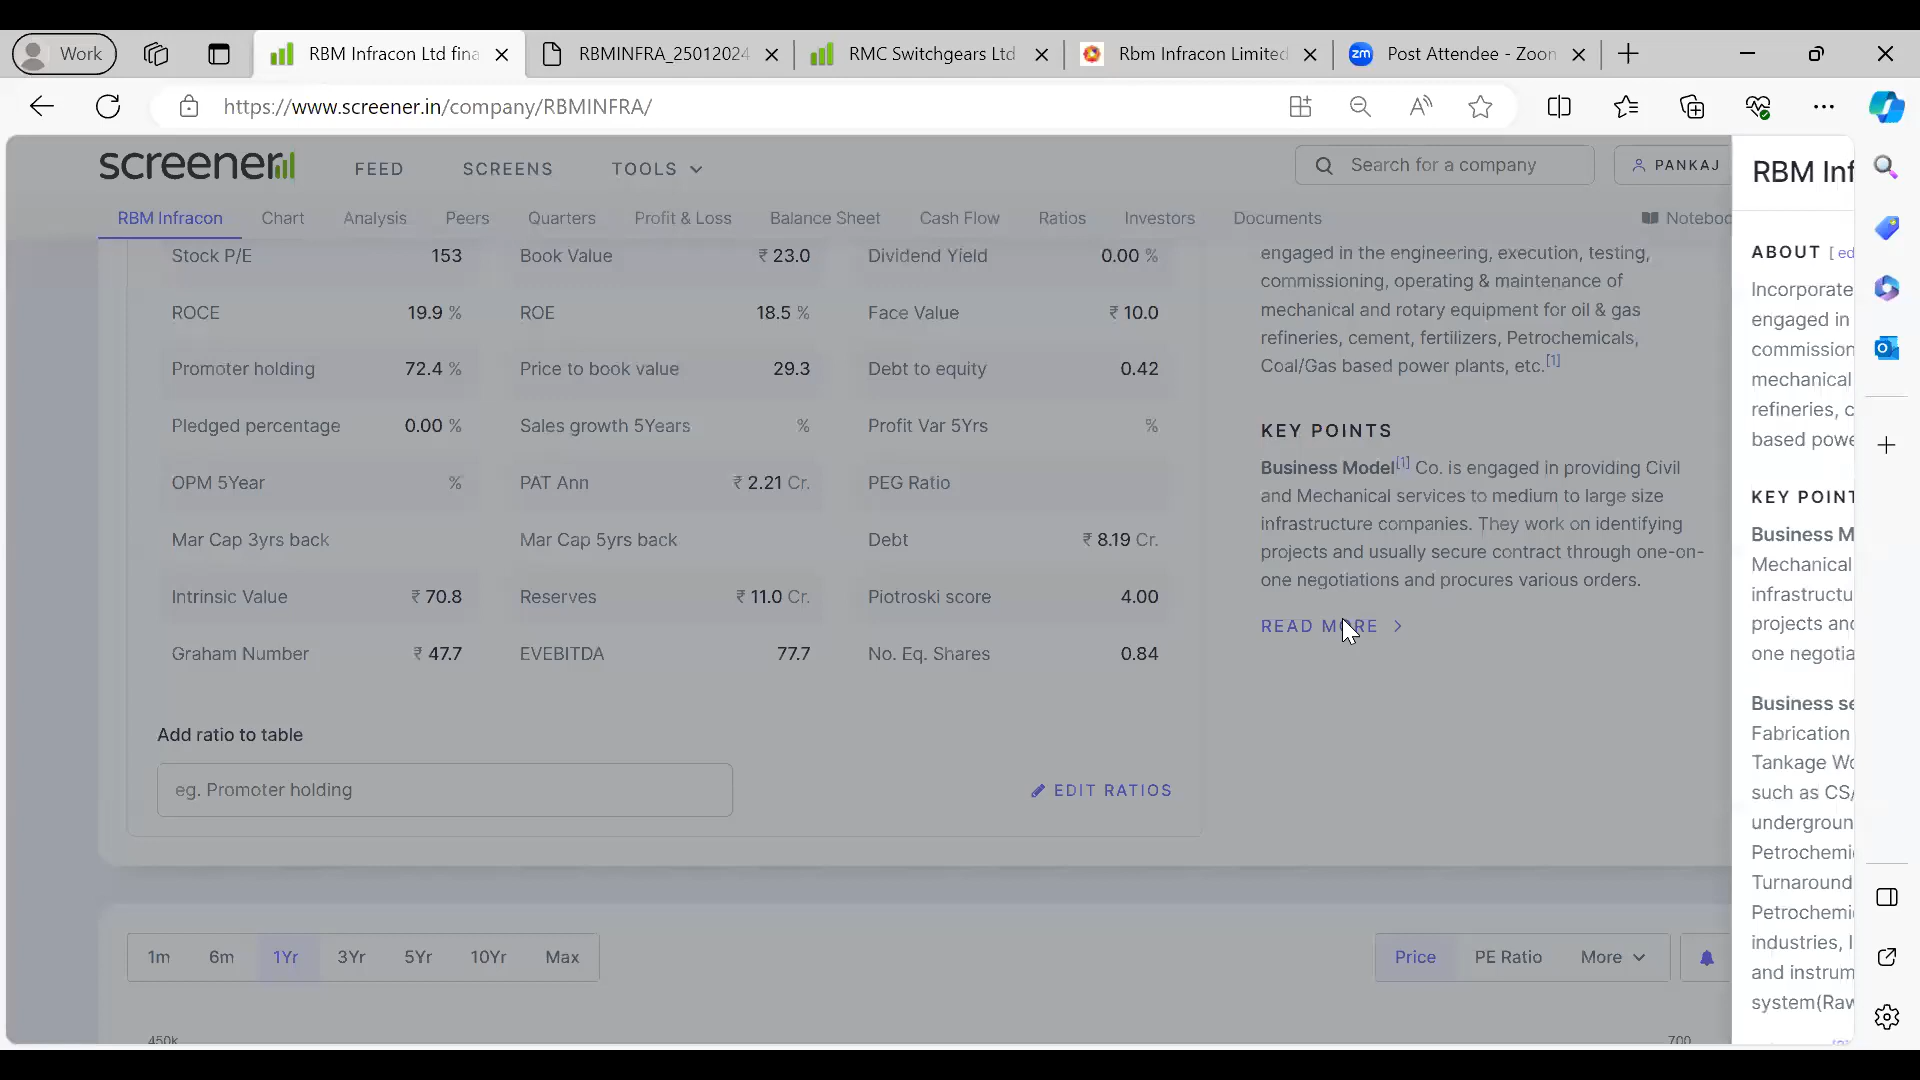 Work
RBM Infracon Ltd fina
RBMINFRA_25012024
RMC Switchgears Ltd
Rbm Infracon Limited
zm Post Attendee - Zoon
https://www.screener.in/company/RBMINFRA/
screener
FEED
SCREENS
TOOLS
Search for a company
PANKAJ
RBM Infracon
Chart
Analysis
Peers
Quarters
Profit & Loss
Balance Sheet
Cash Flow
Ratios
Investors
Documents
Noteboo
Stock P/E 153 Book Value ₹ 23.0 Dividend Yield 0.00 %
ROCE 19.9 % ROE 18.5 % Face Value ₹ 10.0
Promoter holding 72.4 % Price to book value 29.3 Debt to equity 0.42
Pledged percentage 0.00 % Sales growth 5Years % Profit Var 5Yrs %
OPM 5Year % PAT Ann ₹ 2.21 Cr. PEG Ratio
Mar Cap 3yrs back Mar Cap 5yrs back Debt ₹ 8.19 Cr.
Intrinsic Value ₹ 70.8 Reserves ₹ 11.0 Cr. Piotroski score 4.00
Graham Number ₹ 47.7 EVEBITDA 77.7 No. Eq. Shares 0.84
Add ratio to table
eg. Promoter holding
EDIT RATIOS
engaged in the engineering, execution, testing,
commissioning, operating & maintenance of
mechanical and rotary equipment for oil & gas
refineries, cement, fertilizers, Petrochemicals,
Coal/Gas based power plants, etc.[1]
KEY POINTS
Business Model[1] Co. is engaged in providing Civil
and Mechanical services to medium to large size
infrastructure companies. They work on identifying
projects and usually secure contract through one-on-
one negotiations and procures various orders.
READ MORE
1m 6m 1Yr 3Yr 5Yr 10Yr Max
Price PE Ratio More
450k
700
RBM Inf
ABOUT [ ed
Incorporate
engaged in
commission
mechanical
refineries, c
based powe
KEY POINT
Business M
Mechanical
infrastructu
projects and
one negotia
Business se
Fabrication
Tankage Wo
such as CS/
undergroun
Petrochemi
Turnaround
Petrochemi
industries, I
and instrum
system(Raw